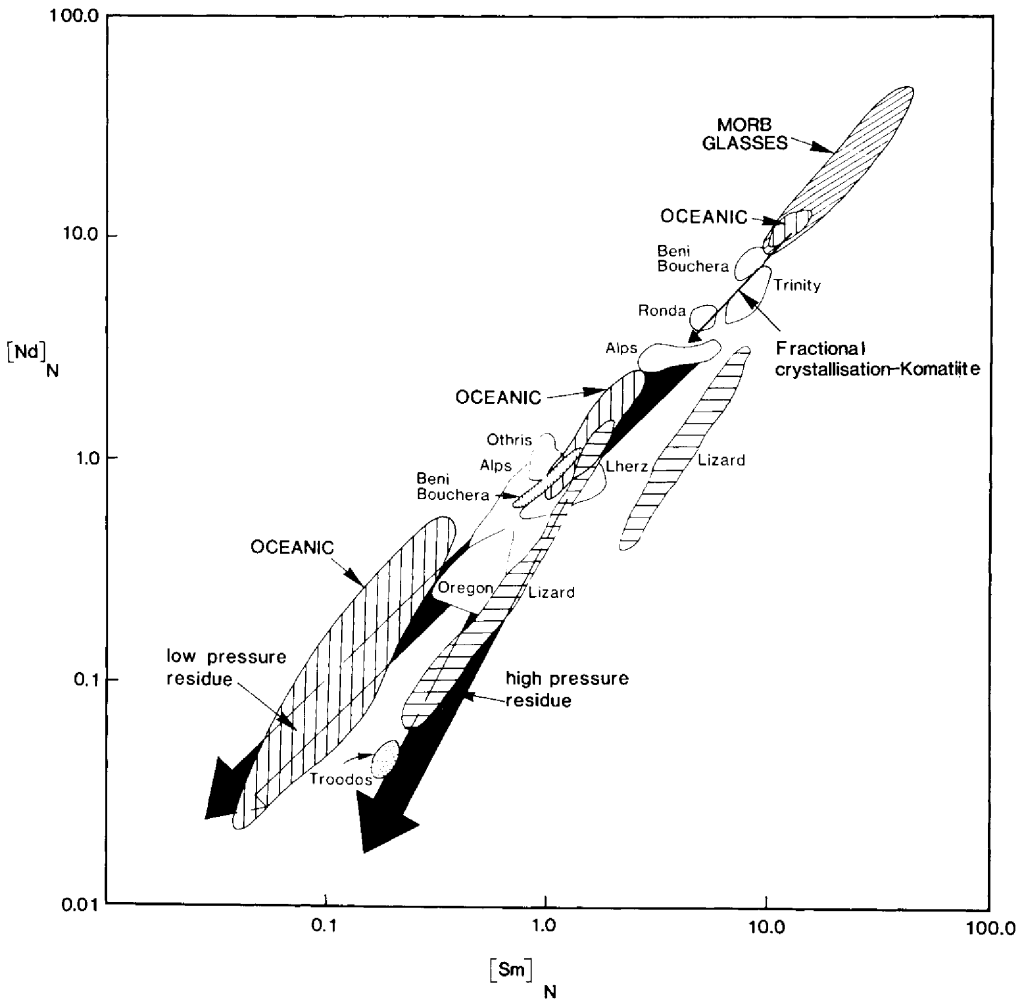 100.0
MORB
GLASSES
OCEANIC
10.0
Beni
Bouchera
Trinity
Ronda
[Nd]
N
Alps
Fractional
crystallisation-Komatiite
OCEANIC
Othris
1.0
Alps
Lherz
Lizard
Beni
Bouchera
OCEANIC
Oregon
Lizard
low pressure
residue
0.1
high pressure
residue
Troodos
0.01
0.1
1.0
10.0
100.0
[Sm]
N